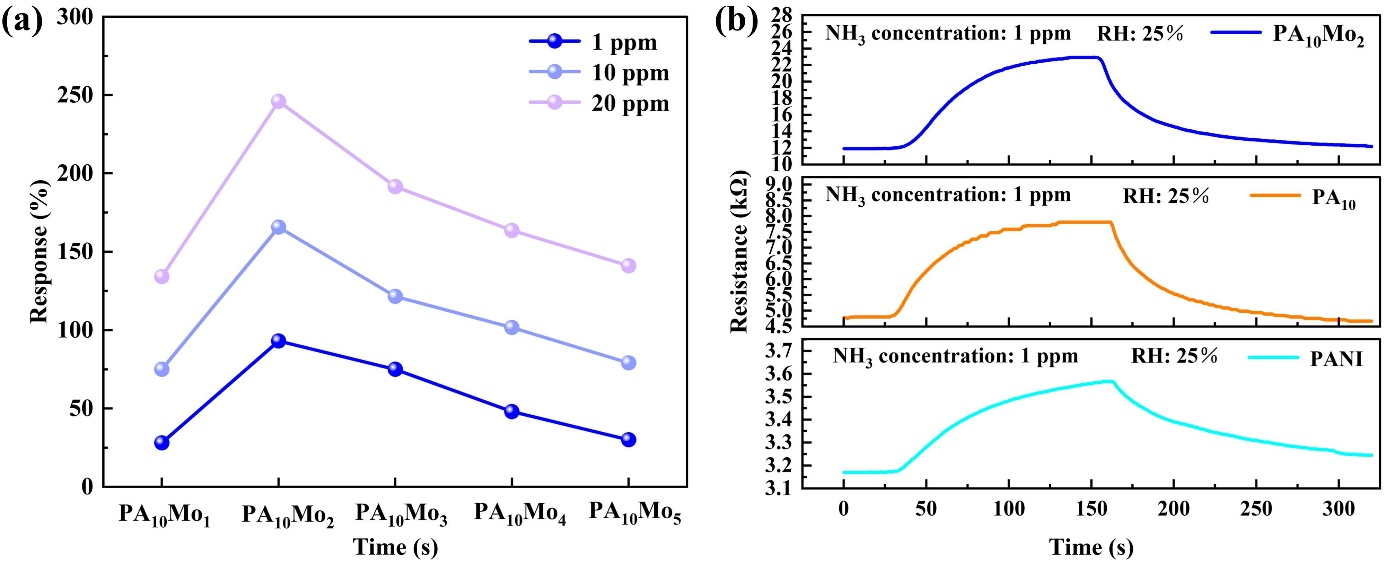 (a)
300
250
200
150
100
50
0
Response (%)
1 ppm
10 ppm
20 ppm
PA₁₀Mo₁ PA₁₀Mo₂ PA₁₀Mo₃ PA₁₀Mo₄ PA₁₀Mo₅
Time (s)
(b)
Resistance (kΩ)
28
26
24
22
20
18
16
14
12
10
NH₃ concentration: 1 ppm RH: 25% PA₁₀Mo₂
9.0
8.5
8.0
7.5
7.0
6.5
6.0
5.5
5.0
4.5
NH₃ concentration: 1 ppm RH: 25% PA₁₀
3.7
3.6
3.5
3.4
3.3
3.2
3.1
NH₃ concentration: 1 ppm RH: 25% PANI
0 50 100 150 200 250 300
Time (s)